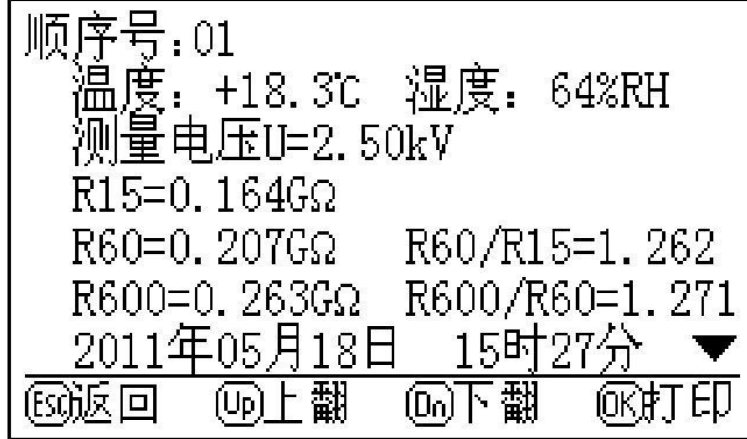 顺序号:01
温度: +18.3℃ 湿度: 64%RH
测量电压U=2.50kV
R15=0.164GΩ
R60=0.207GΩ R60/R15=1.262
R600=0.263GΩ R600/R60=1.271
2011年05月18日 15时27分 ▼
Esc返回 Up上翻 Dn下翻 OK打印